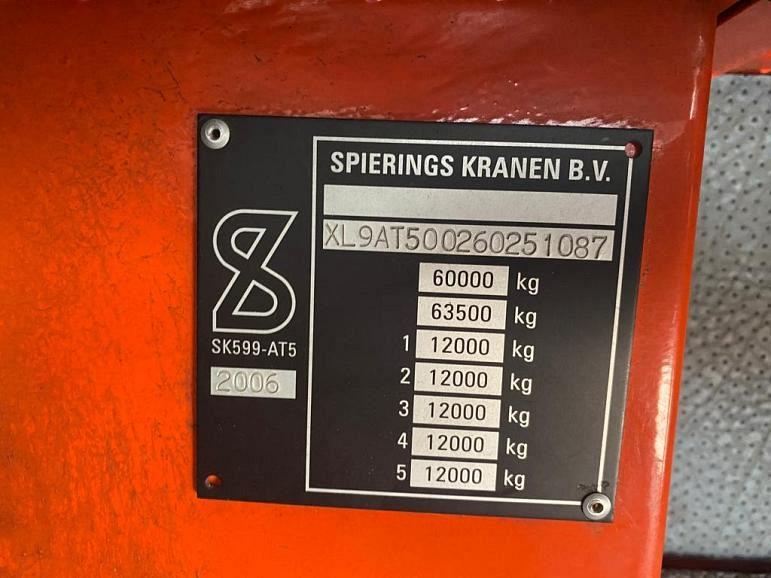 SPIERINGS KRANEN B.V.
XL9AT500260251087
60000 kg
63500 kg
1 12000 kg
2 12000 kg
3 12000 kg
4 12000 kg
5 12000 kg
SK599-AT5
2006